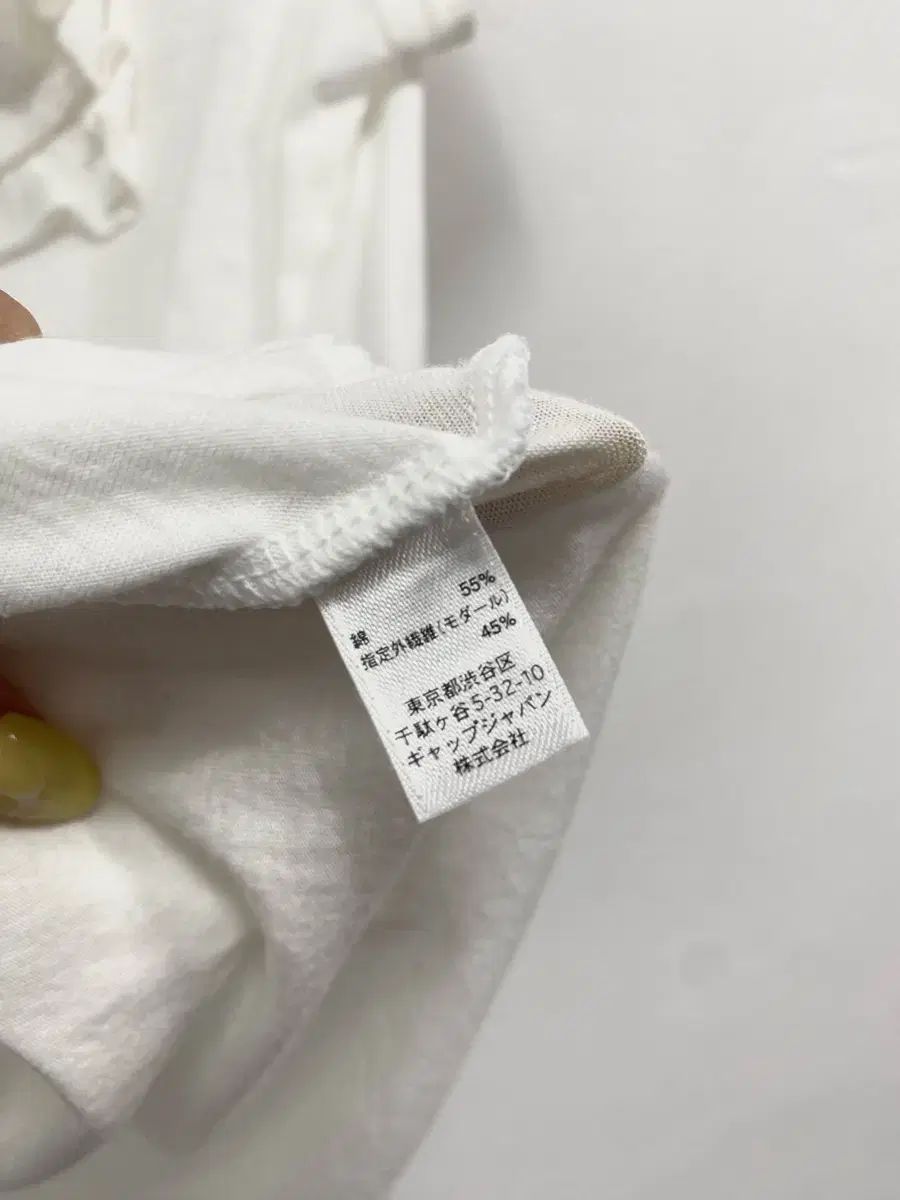 綿 55%
指定外繊維(モダール)
45%
東京都渋谷区
千駄ヶ谷5-32-10
ギャップジャパン
株式会社